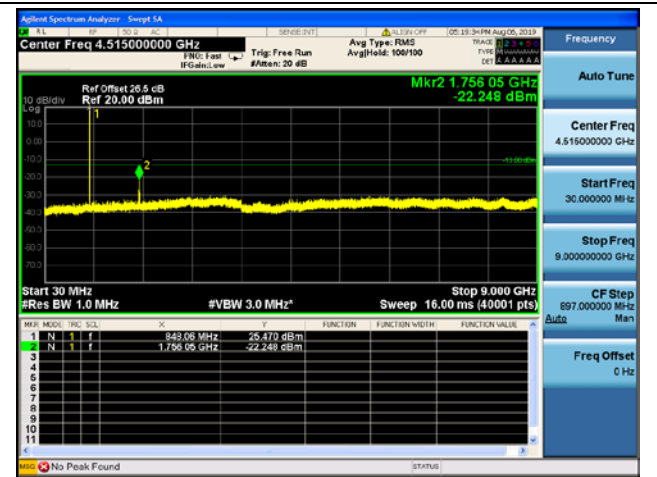 Agilent Spectrum Analyzer Swept SA
RL RF 50 Ω AC SENSE:INT ALIGN OFF 05:19:34 PM Aug 06, 2019
Center Freq 4.515000000 GHz
PNO: Fast
IFGain:Low
Trig: Free Run
#Atten: 20 dB
Avg Type: RMS
Avg|Hold: 100/100
TRACE 1 2 3 4 5 6
TYPE
DET A A A A A A
Frequency
Auto Tune
Center Freq
4.515000000 GHz
Start Freq
30.000000 MHz
Stop Freq
9.000000000 GHz
CF Step
897.000000 MHz
Auto Man
Freq Offset
0 Hz
Mkr2 1.756 05 GHz
-22.248 dBm
Ref Offset 26.5 dB
10 dB/div Ref 20.00 dBm
Log
10.0
0.00
-10.0
-20.0
-30.0
-40.0
-50.0
-60.0
-70.0
1
2
-13.00 dBm
Start 30 MHz Stop 9.000 GHz
#Res BW 1.0 MHz #VBW 3.0 MHz* Sweep 16.00 ms (40001 pts)
MKR MODE TRC SCL X Y FUNCTION FUNCTION WIDTH FUNCTION VALUE
1 N 1 f 848.06 MHz 25.470 dBm
2 N 1 f 1.756 05 GHz -22.248 dBm
3
4
5
6
7
8
9
10
11
MSG No Peak Found STATUS